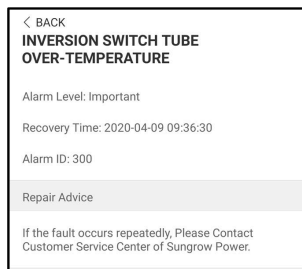 < BACK
INVERSION SWITCH TUBE
OVER-TEMPERATURE
Alarm Level: Important
Recovery Time: 2020-04-09 09:36:30
Alarm ID: 300
Repair Advice
If the fault occurs repeatedly, Please Contact
Customer Service Center of Sungrow Power.